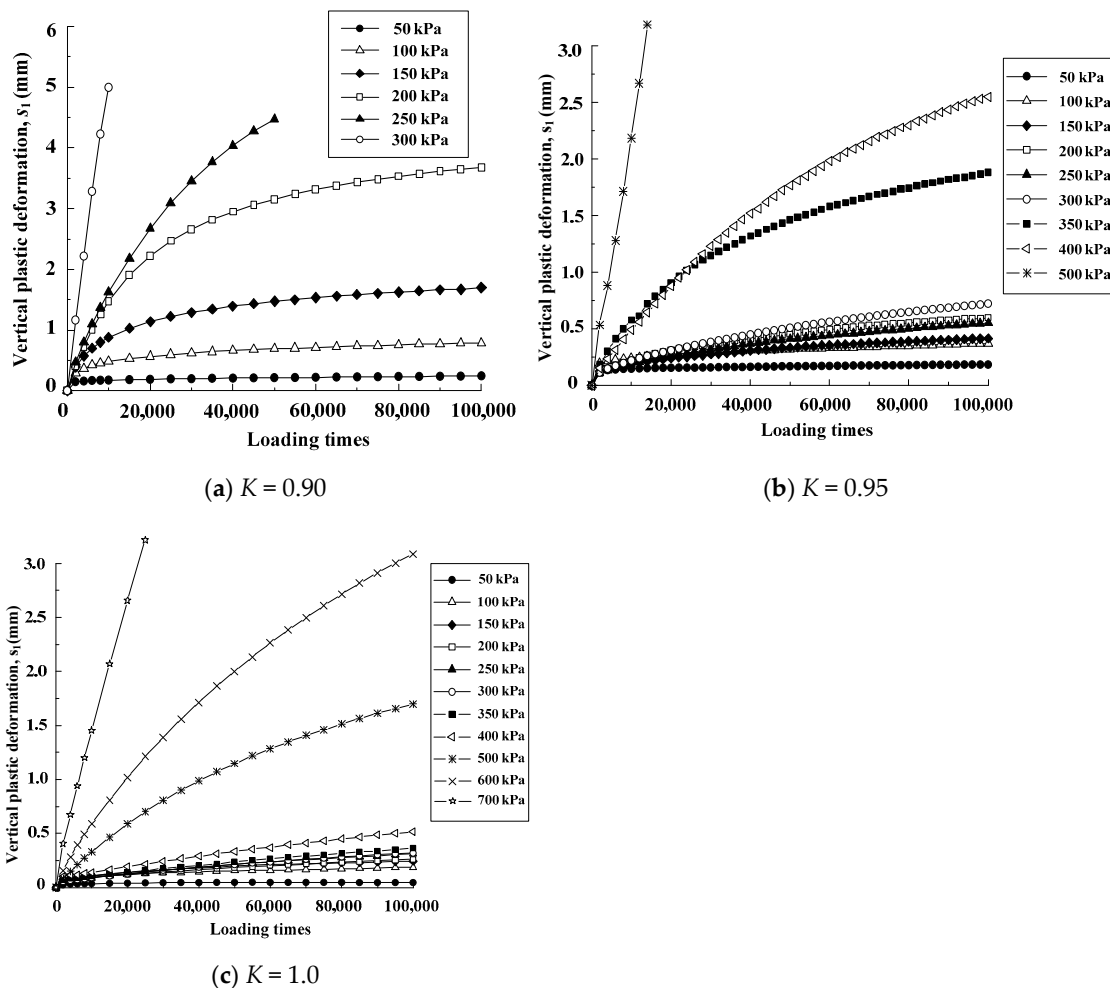 6
5
4
3
2
1
0
Vertical plastic deformation, s1 (mm)
50 kPa
100 kPa
150 kPa
200 kPa
250 kPa
300 kPa
0 20,000 40,000 60,000 80,000 100,000
Loading times
(a) K = 0.90
3.0
2.5
2.0
1.5
1.0
0.5
0
Vertical plastic deformation, s1 (mm)
50 kPa
100 kPa
150 kPa
200 kPa
250 kPa
300 kPa
350 kPa
400 kPa
500 kPa
0 20,000 40,000 60,000 80,000 100,000
Loading times
(b) K = 0.95
3.0
2.5
2.0
1.5
1.0
0.5
0
Vertical plastic deformation, s1(mm)
50 kPa
100 kPa
150 kPa
200 kPa
250 kPa
300 kPa
350 kPa
400 kPa
500 kPa
600 kPa
700 kPa
0 20,000 40,000 60,000 80,000 100,000
Loading times
(c) K = 1.0